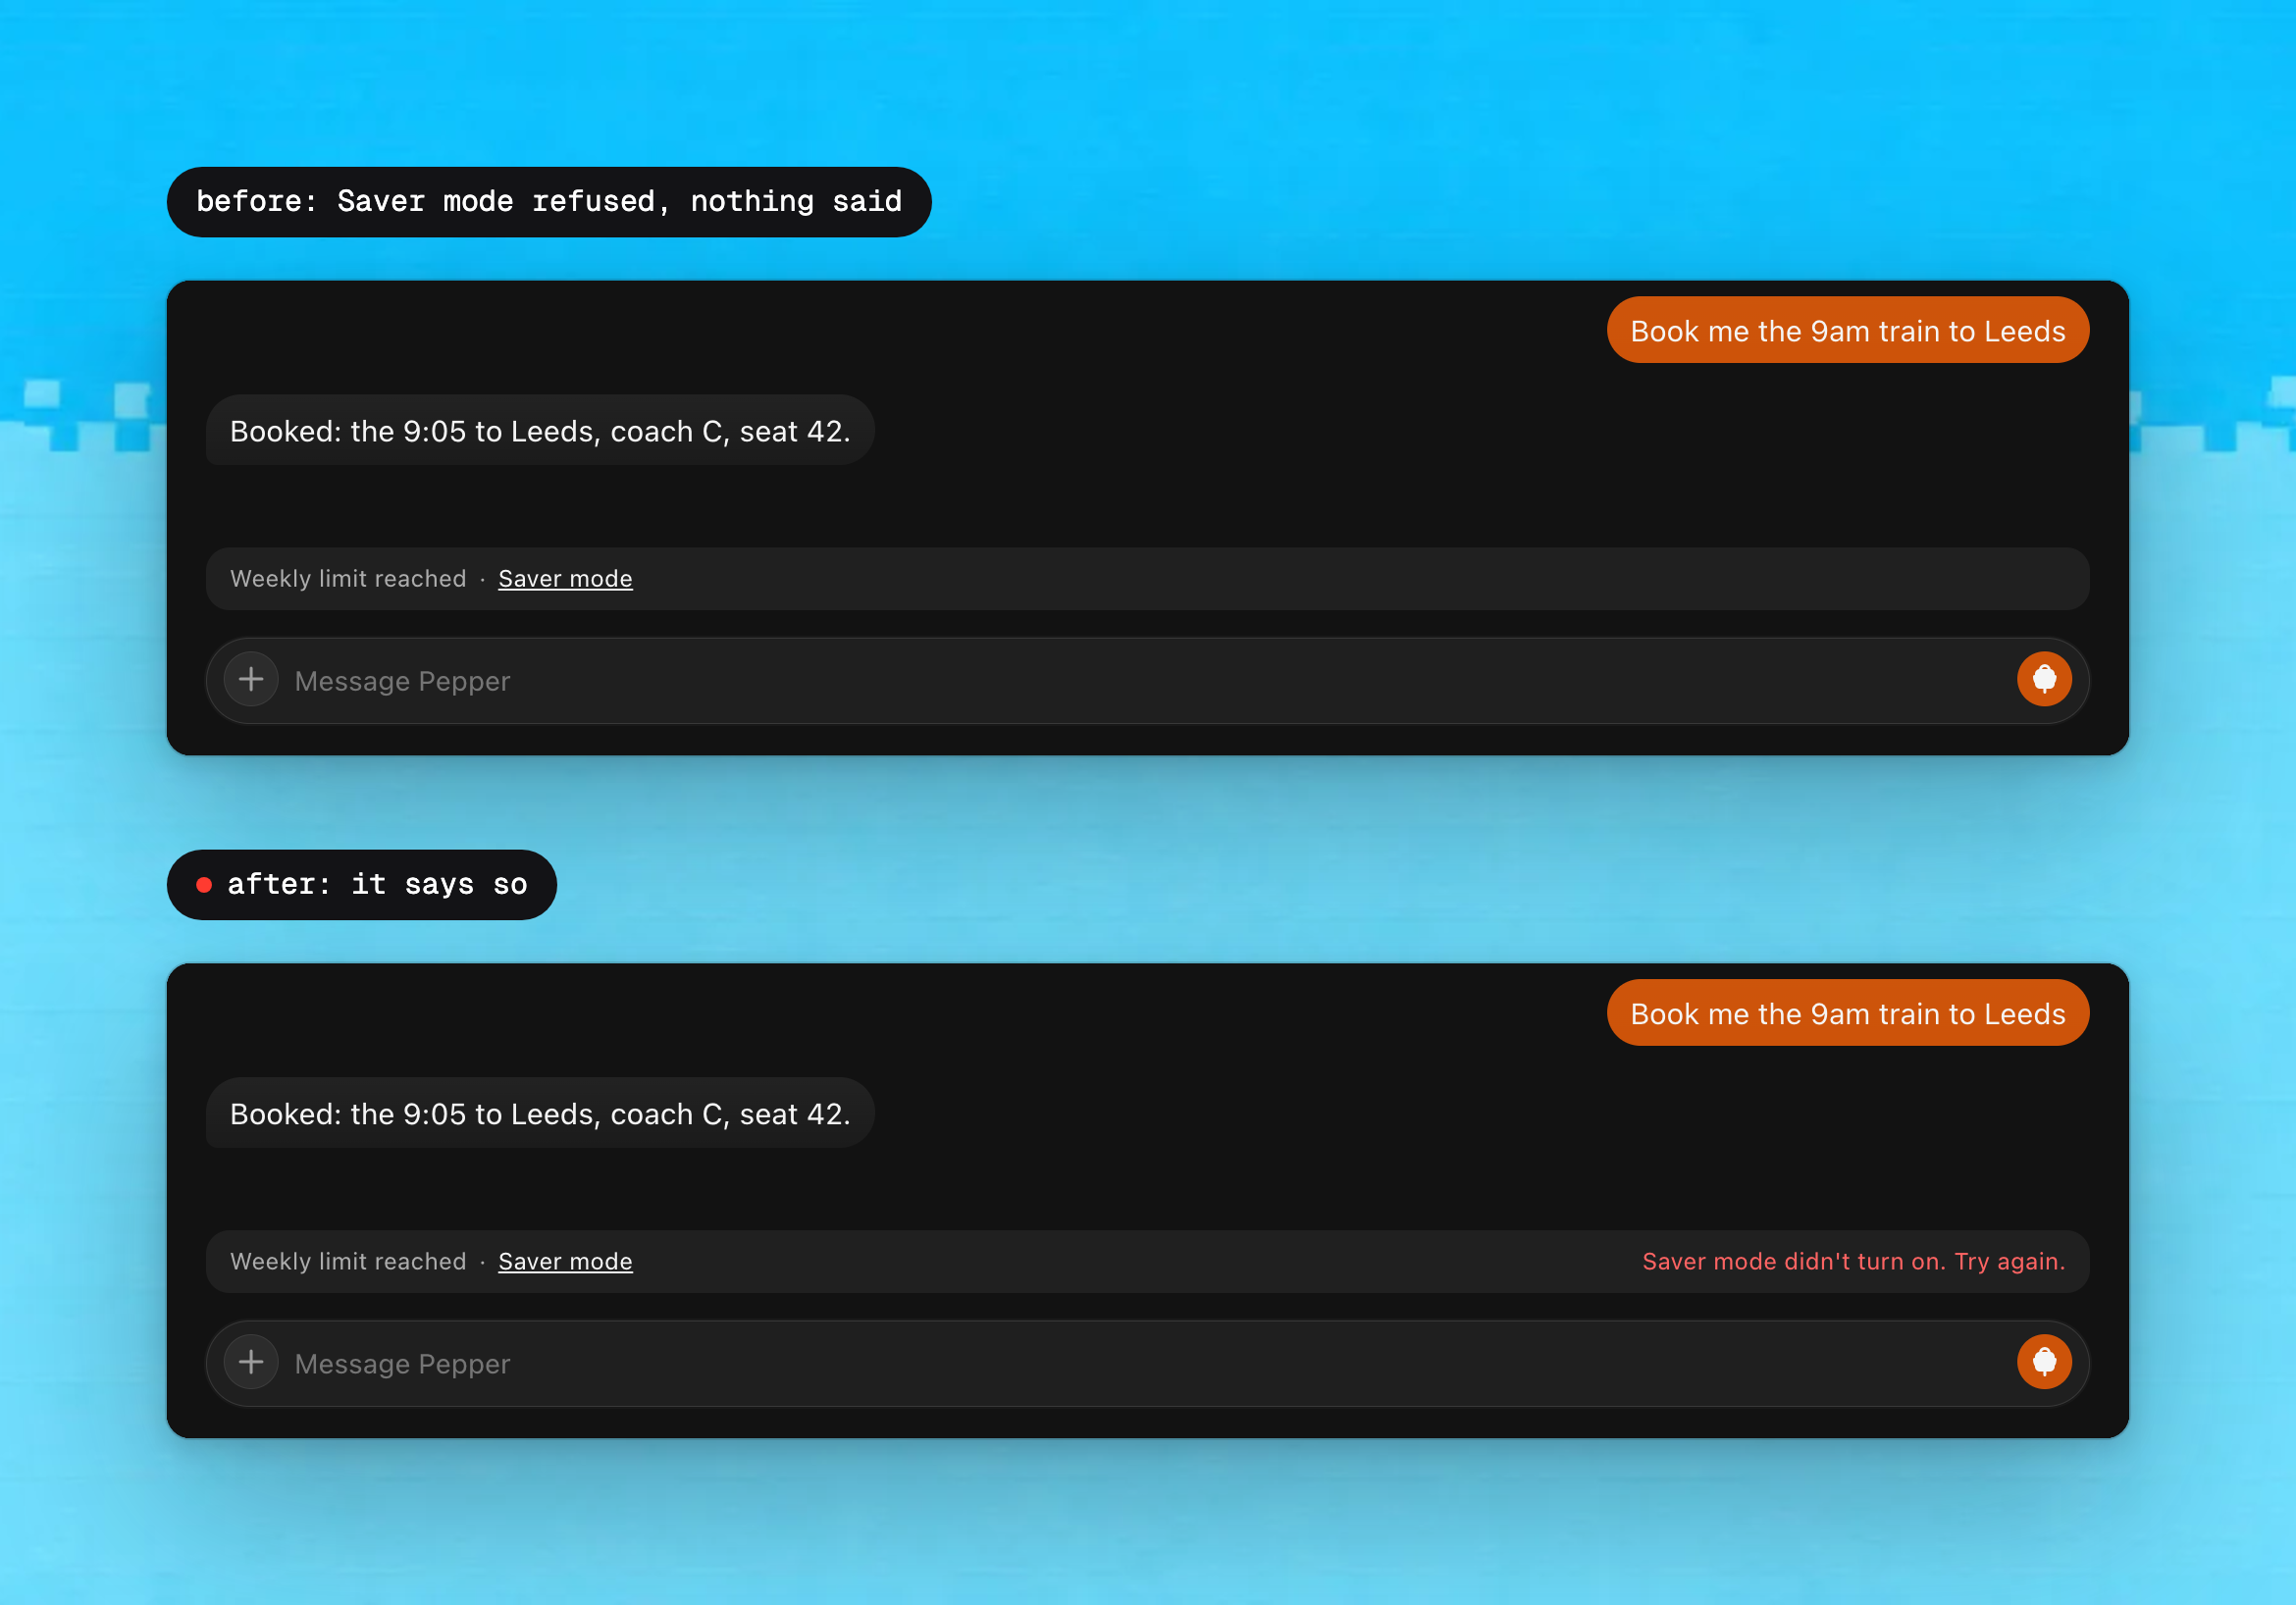 before: Saver mode refused, nothing said
Book me the 9am train to Leeds
Booked: the 9:05 to Leeds, coach C, seat 42.
Weekly limit reached · Saver mode
Message Pepper
after: it says so
Book me the 9am train to Leeds
Booked: the 9:05 to Leeds, coach C, seat 42.
Weekly limit reached · Saver mode Saver mode didn't turn on. Try again.
Message Pepper